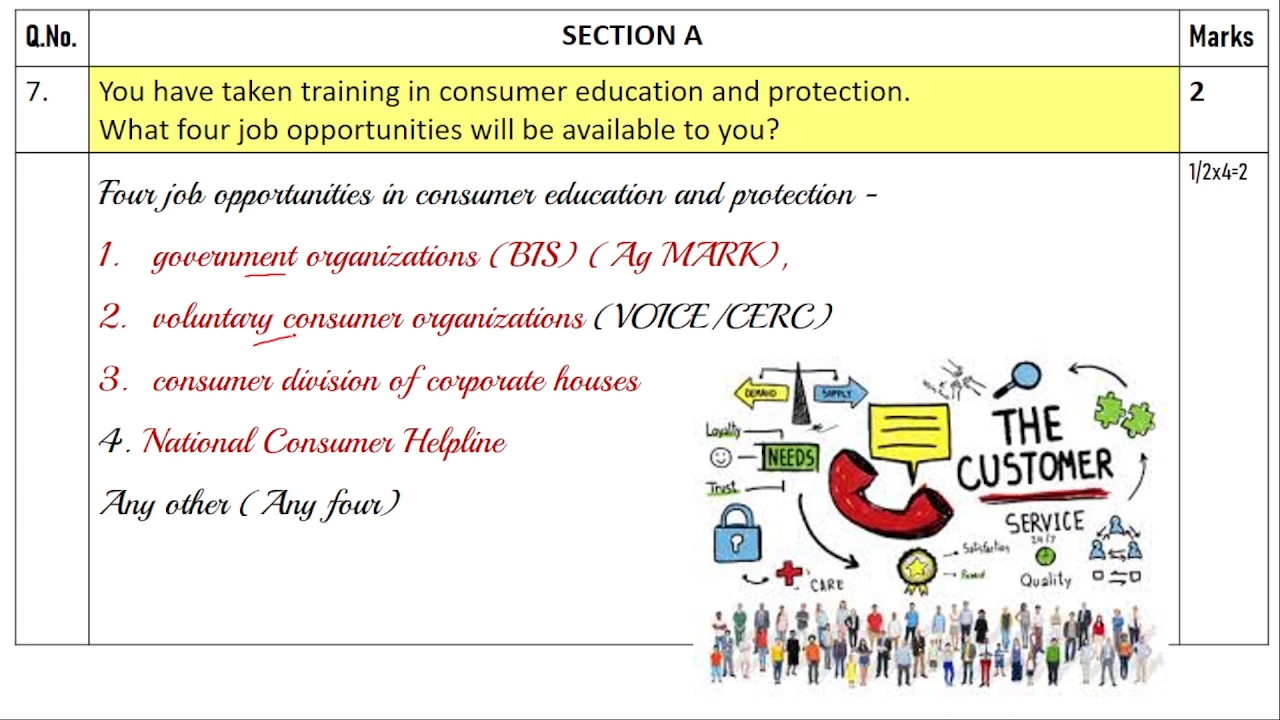 Q.No.
SECTION A
Marks
7.
You have taken training in consumer education and protection.
What four job opportunities will be available to you?
2
1/2x4=2
Four job opportunities in consumer education and protection -
1. government organizations (BIS) ( Ag MARK),
2. voluntary consumer organizations (VOICE /CERC)
3. consumer division of corporate houses
4. National Consumer Helpline
Any other ( Any four)
DEMAND
SUPPLY
Loyalty
NEEDS
Trust
THE
CUSTOMER
SERVICE
24/7
Satisfaction
Quality
CARE